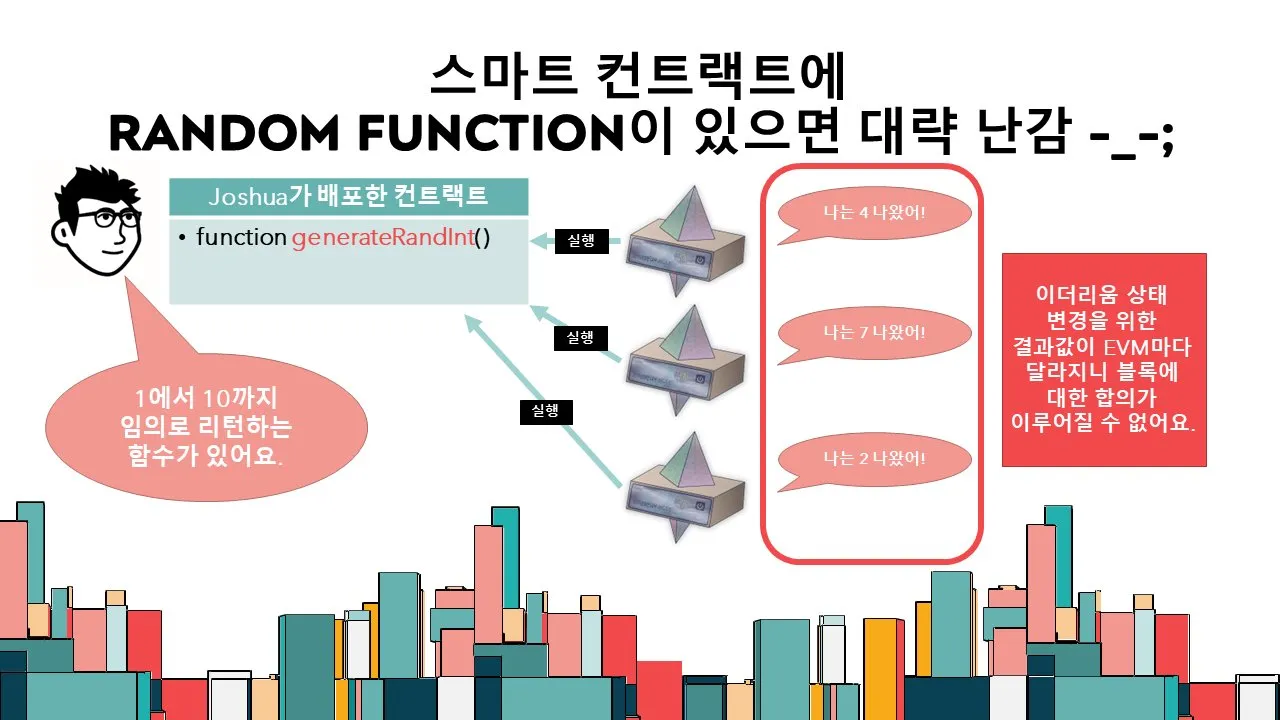 스마트 컨트랙트에
RANDOM FUNCTION이 있으면 대략 난감 -_-;
Joshua가 배포한 컨트랙트
• function generateRandInt()
실행
실행
실행
나는 4 나왔어!
나는 7 나왔어!
나는 2 나왔어!
1에서 10까지
임의로 리턴하는
함수가 있어요.
이더리움 상태
변경을 위한
결과값이 EVM마다
달라지니 블록에
대한 합의가
이루어질 수 없어요.